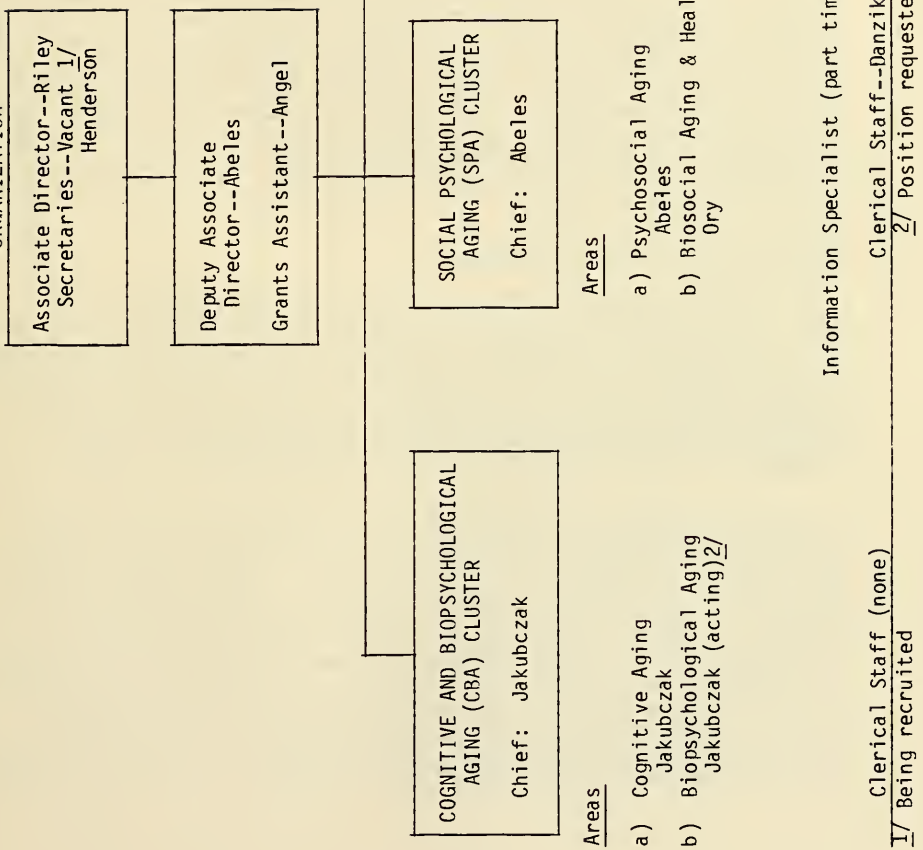 Associate Director--Riley
Secretaries--Vacant 1/
Henderson
Deputy Associate
Director--Abeles
Grants Assistant--Angel
COGNITIVE AND BIOPSYCHOLOGICAL
AGING (CBA) CLUSTER
Chief: Jakubczak
Areas
a) Cognitive Aging
Jakubczak
b) Biopsychological Aging
Jakubczak (acting)2/
Clerical Staff (none)
SOCIAL PSYCHOLOGICAL
AGING (SPA) CLUSTER
Chief: Abeles
Areas
a) Psychosocial Aging
Abeles
b) Biosocial Aging & Heal
Ory
Information Specialist (part tim
Clerical Staff--Danzik
1/ Being recruited
2/ Position requeste